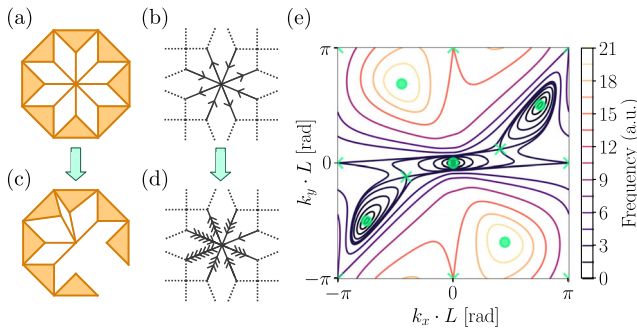 (a)
(b)
(c)
(d)
(e)
π
0
−π
k_y · L [rad]
−π
0
π
k_x · L [rad]
21
18
15
12
9
6
3
0
Frequency (a.u.)